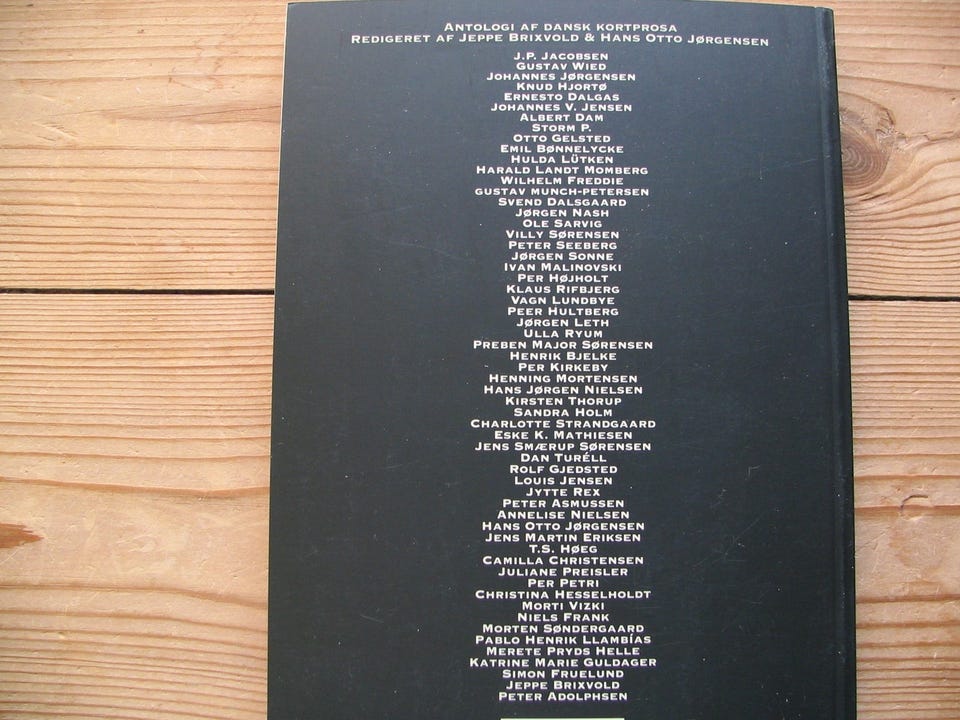 Antologi af dansk kortprosa
Redigeret af Jeppe Brixvold & Hans Otto Jørgensen
J.P. Jacobsen
Gustav Wied
Johannes Jørgensen
Knud Hjortø
Ernesto Dalgas
Johannes V. Jensen
Albert Dam
Storm P.
Otto Gelsted
Emil Bønnelycke
Hulda Lütken
Harald Landt Momberg
Wilhelm Freddie
gustav munch-petersen
Svend Dalsgaard
Jørgen Nash
Ole Sarvig
Villy Sørensen
Peter Seeberg
Jørgen Sonne
Ivan Malinovski
Per Højholt
Klaus Rifbjerg
Vagn Lundbye
Peer Hultberg
Jørgen Leth
Ulla Ryum
Preben Major Sørensen
Henrik Bjelke
Per Kirkeby
Henning Mortensen
Hans Jørgen Nielsen
Kirsten Thorup
Sandra Holm
Charlotte Strandgaard
Eske K. Mathiesen
Jens Smærup Sørensen
Dan Turéll
Rolf Gjedsted
Louis Jensen
Jytte Rex
Peter Asmussen
Annelise Nielsen
Hans Otto Jørgensen
Jens Martin Eriksen
T.S. Høeg
Camilla Christensen
Juliane Preisler
Per Petri
Christina Hesselholdt
Morti Vizki
Niels Frank
Morten Søndergaard
Pablo Henrik Llambías
Merete Pryds Helle
Katrine Marie Guldager
Simon Fruelund
Jeppe Brixvold
Peter Adolphsen